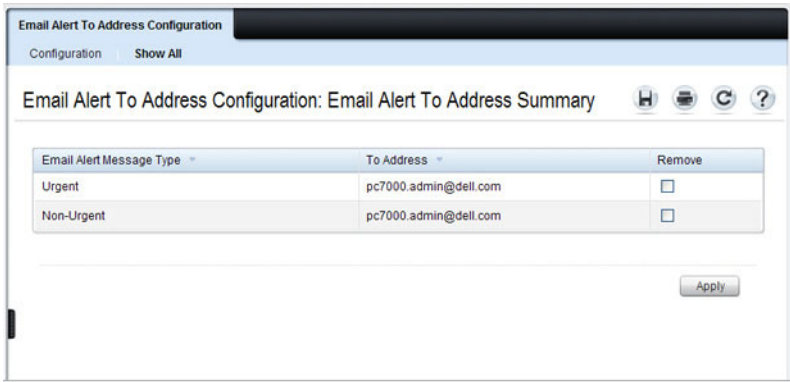 Email Alert To Address Configuration
Configuration Show All
Email Alert To Address Configuration: Email Alert To Address Summary
Email Alert Message Type To Address Remove
Urgent pc7000.admin@dell.com
Non-Urgent pc7000.admin@dell.com
Apply